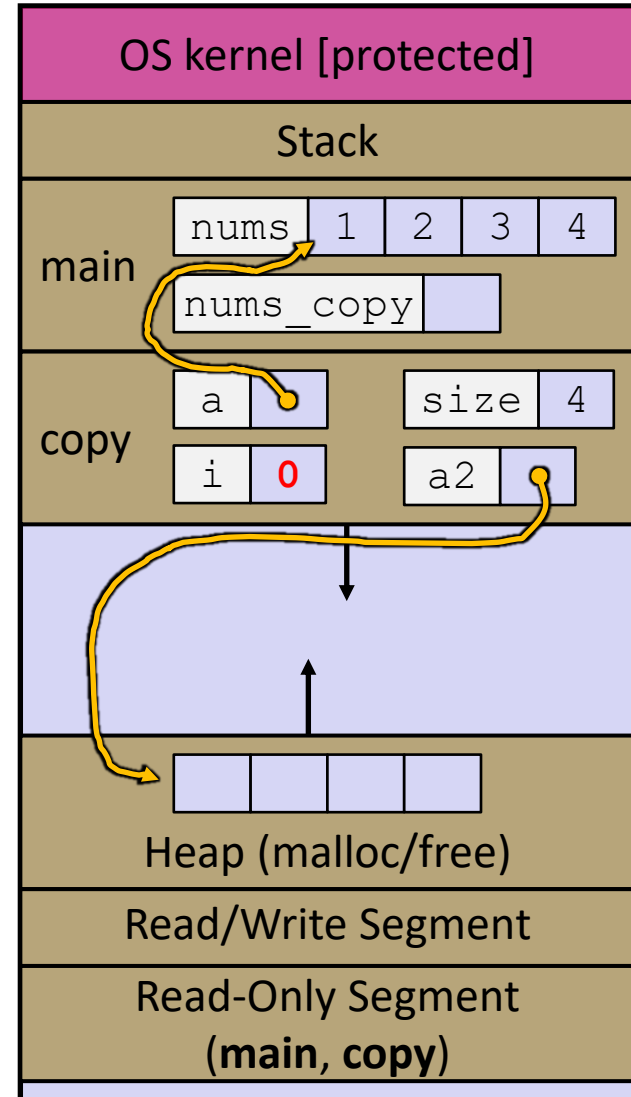 OS kernel [protected]
Stack
main
nums 1 2 3 4
nums_copy
copy
a size 4
i 0 a2
Heap (malloc/free)
Read/Write Segment
Read-Only Segment
(main, copy)